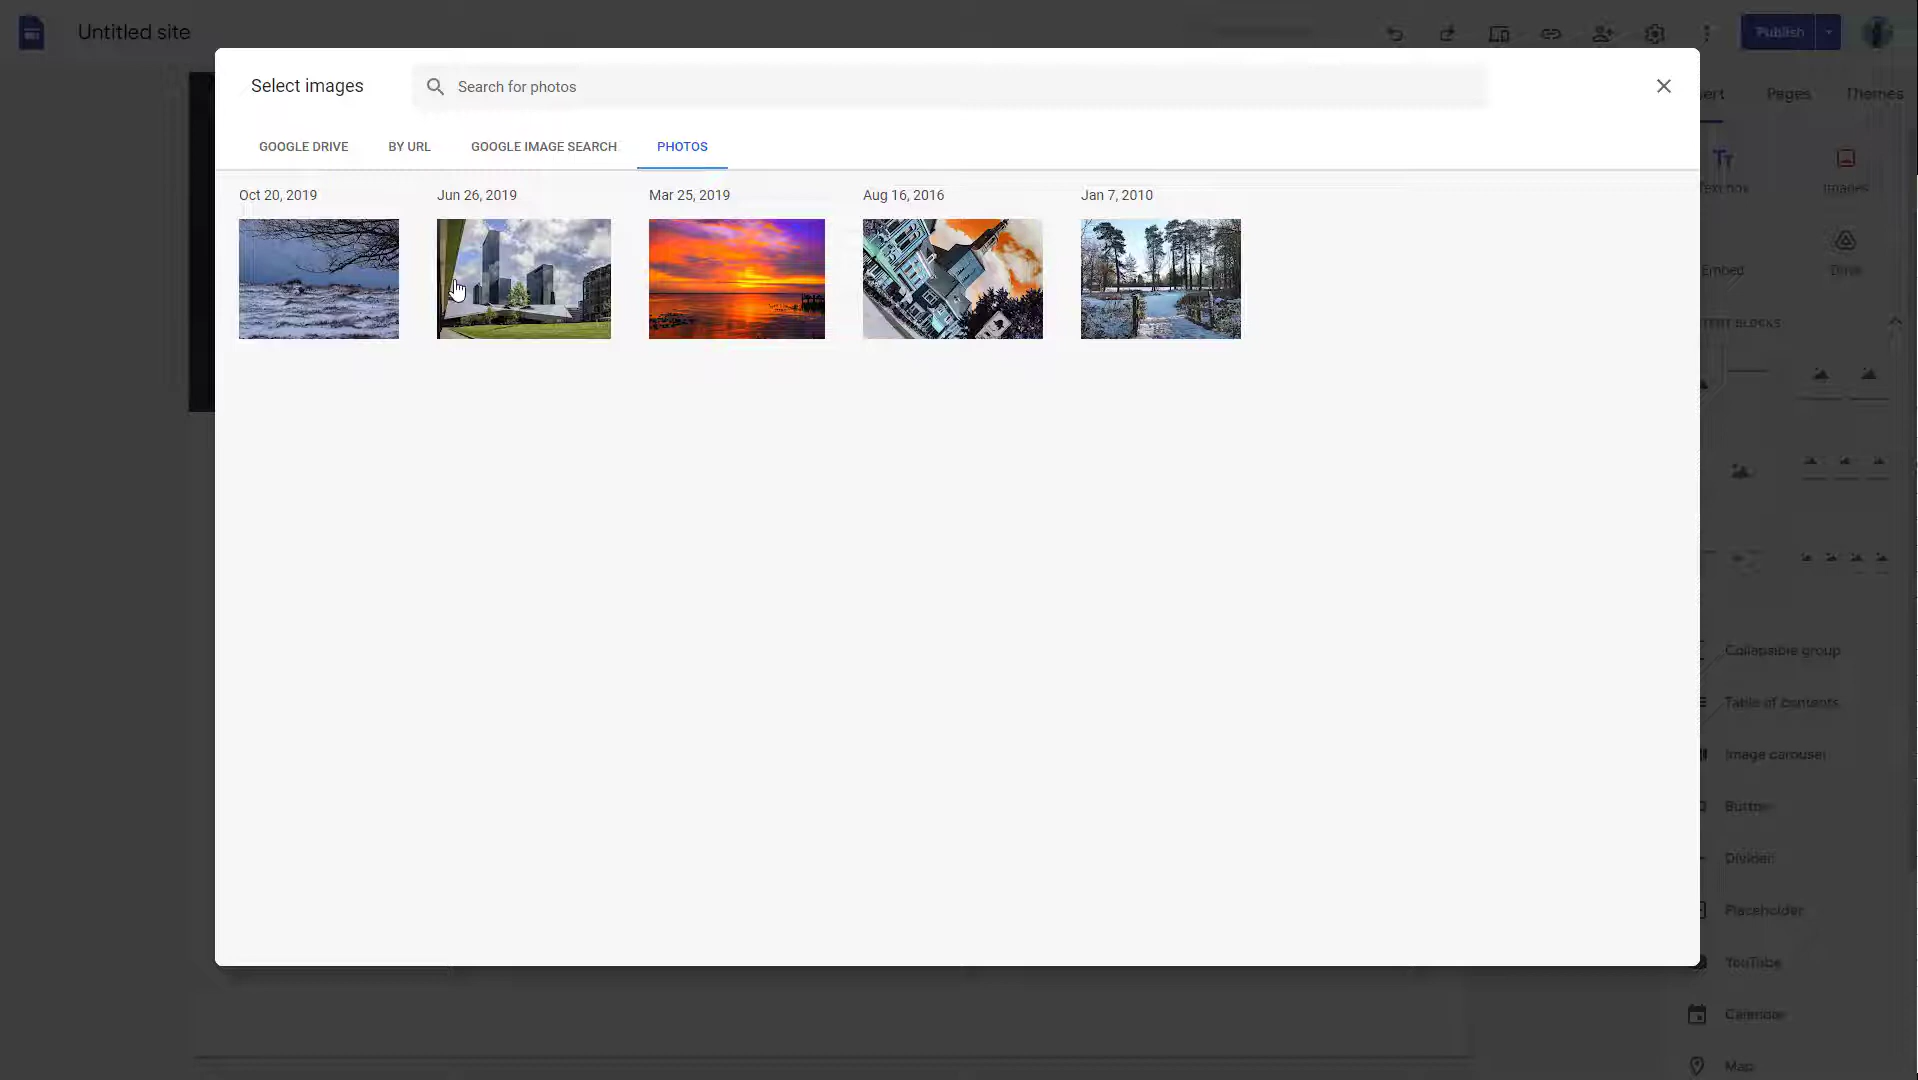 Untitled site
Publish
Select images
Search for photos
GOOGLE DRIVE
BY URL
GOOGLE IMAGE SEARCH
PHOTOS
Pages
Themes
Oct 20, 2019
Jun 26, 2019
Mar 25, 2019
Aug 16, 2016
Jan 7, 2010
Images
Embed
Drive
BLOCKS
Collapsible group
Table of contents
Image carousel
Button
Divider
Placeholder
YouTube
Calendar
Map